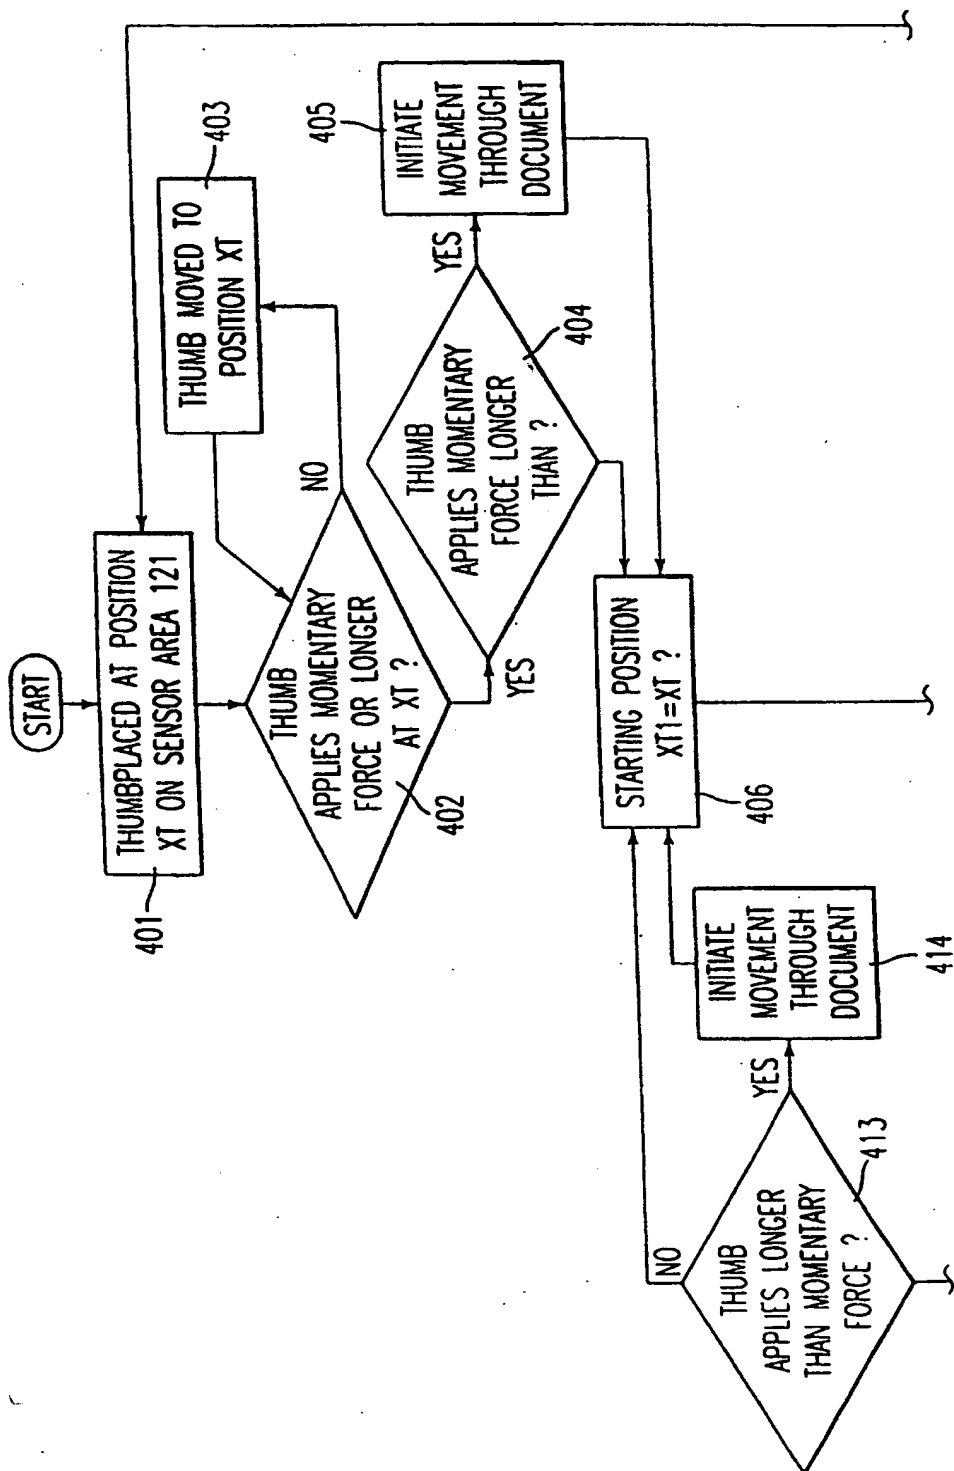 START
THUMBPLACED AT POSITION
XT ON SENSOR AREA 121
401
THUMB
APPLIES MOMENTARY
FORCE OR LONGER
AT XT ?
402
NO
YES
THUMB MOVED TO
POSITION XT
403
THUMB
APPLIES MOMENTARY
FORCE LONGER
THAN ?
404
YES
INITIATE
MOVEMENT
THROUGH
DOCUMENT
405
STARTING POSITION
XT1=XT ?
406
THUMB
APPLIES LONGER
THAN MOMENTARY
FORCE ?
413
NO
YES
INITIATE
MOVEMENT
THROUGH
DOCUMENT
414